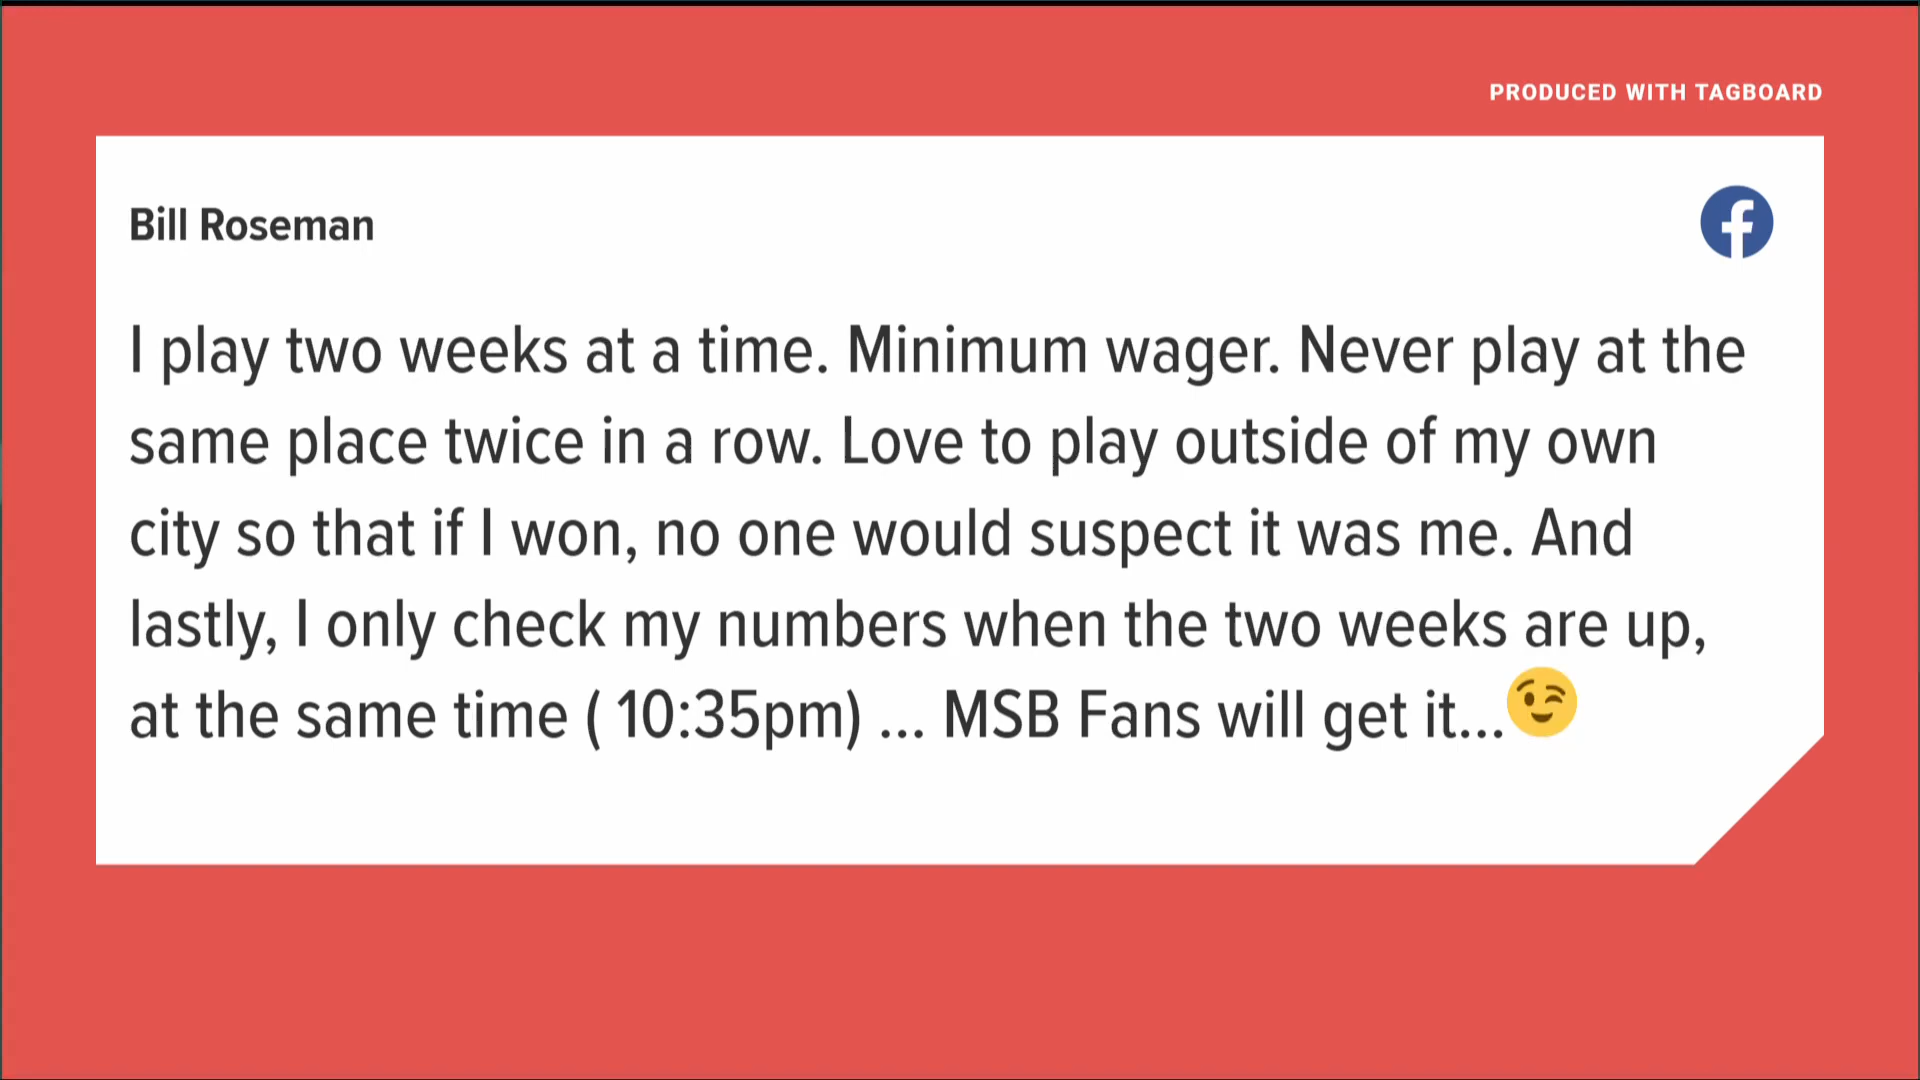 PRODUCED WITH TAGBOARD
Bill Roseman
I play two weeks at a time. Minimum wager. Never play at the
same place twice in a row. Love to play outside of my own
city so that if I won, no one would suspect it was me. And
lastly, I only check my numbers when the two weeks are up,
at the same time ( 10:35pm) ... MSB Fans will get it...😉